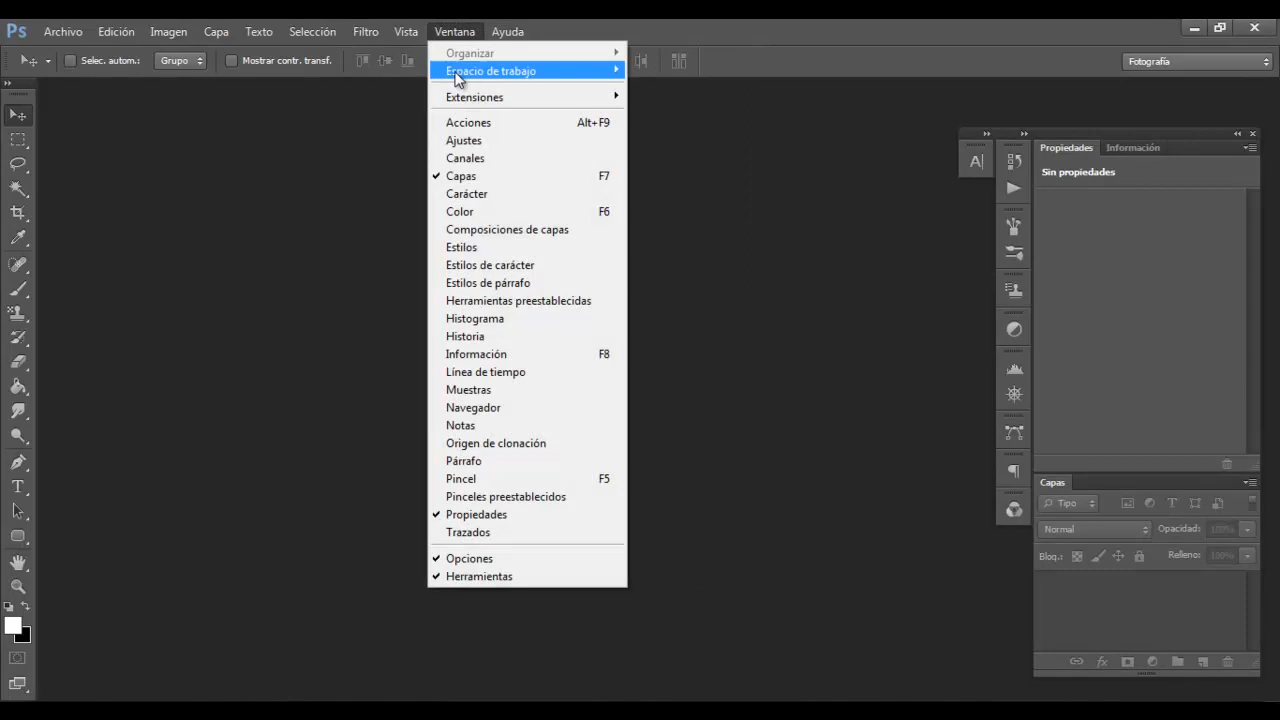 Ps Archivo Edición Imagen Capa Texto Selección Filtro Vista Ventana Ayuda
Selec. autom.: Grupo Mostrar contr. transf. Fotografía
Organizar
Espacio de trabajo
Extensiones
Acciones Alt+F9
Ajustes
Canales
Capas F7
Carácter
Color F6
Composiciones de capas
Estilos
Estilos de carácter
Estilos de párrafo
Herramientas preestablecidas
Histograma
Historia
Información F8
Línea de tiempo
Muestras
Navegador
Notas
Origen de clonación
Párrafo
Pincel F5
Pinceles preestablecidos
Propiedades
Trazados
Opciones
Herramientas
Propiedades Información
Sin propiedades
Capas
Tipo
Normal Opacidad: 100%
Bloq.: Relleno: 100%